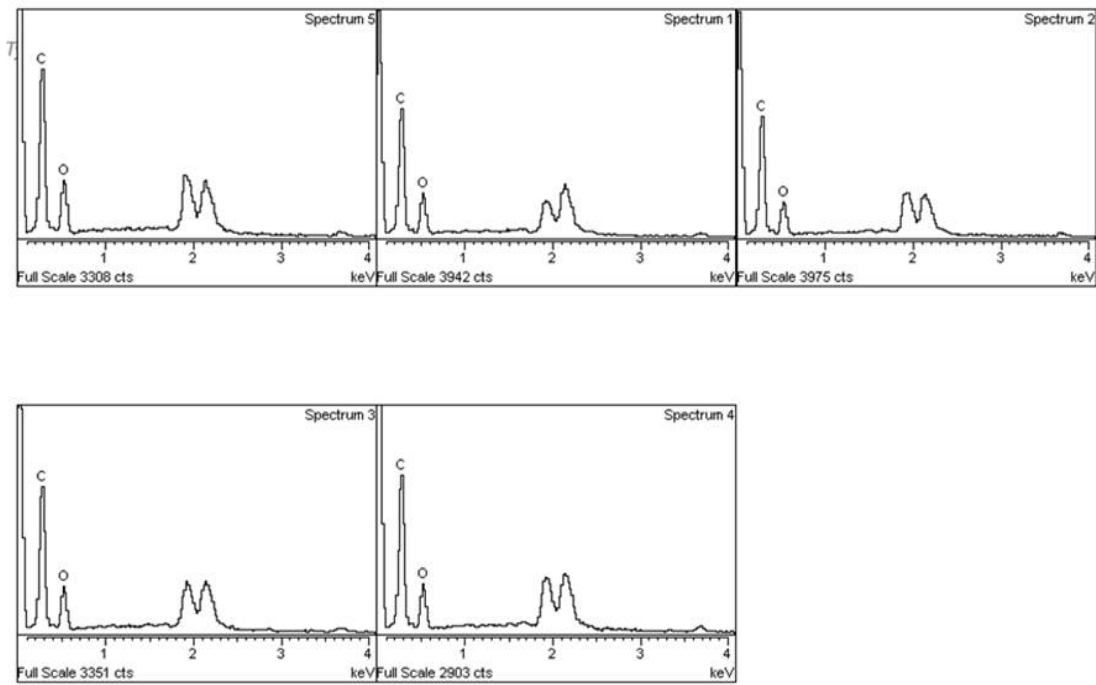 Spectrum 5
C
O
1 2 3 4
Full Scale 3308 cts keV
Spectrum 1
C
O
1 2 3 4
Full Scale 3942 cts keV
Spectrum 2
C
O
1 2 3 4
Full Scale 3975 cts keV
Spectrum 3
C
O
1 2 3 4
Full Scale 3351 cts keV
Spectrum 4
C
O
1 2 3 4
Full Scale 2903 cts keV